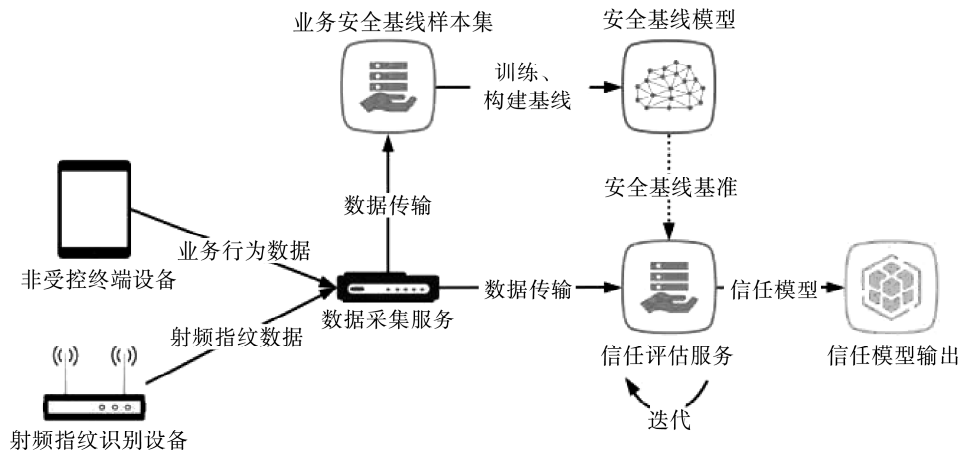 业务安全基线样本集
安全基线模型
训练、
构建基线
安全基线基准
数据传输
业务行为数据
非受控终端设备
数据传输
信任模型
数据采集服务
射频指纹数据
信任评估服务
信任模型输出
迭代
射频指纹识别设备